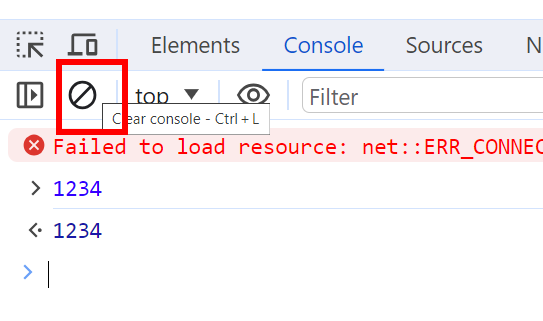 Elements Console Sources N
top Filter
Clear console - Ctrl + L
Failed to load resource: net::ERR_CONNEC
1234
1234